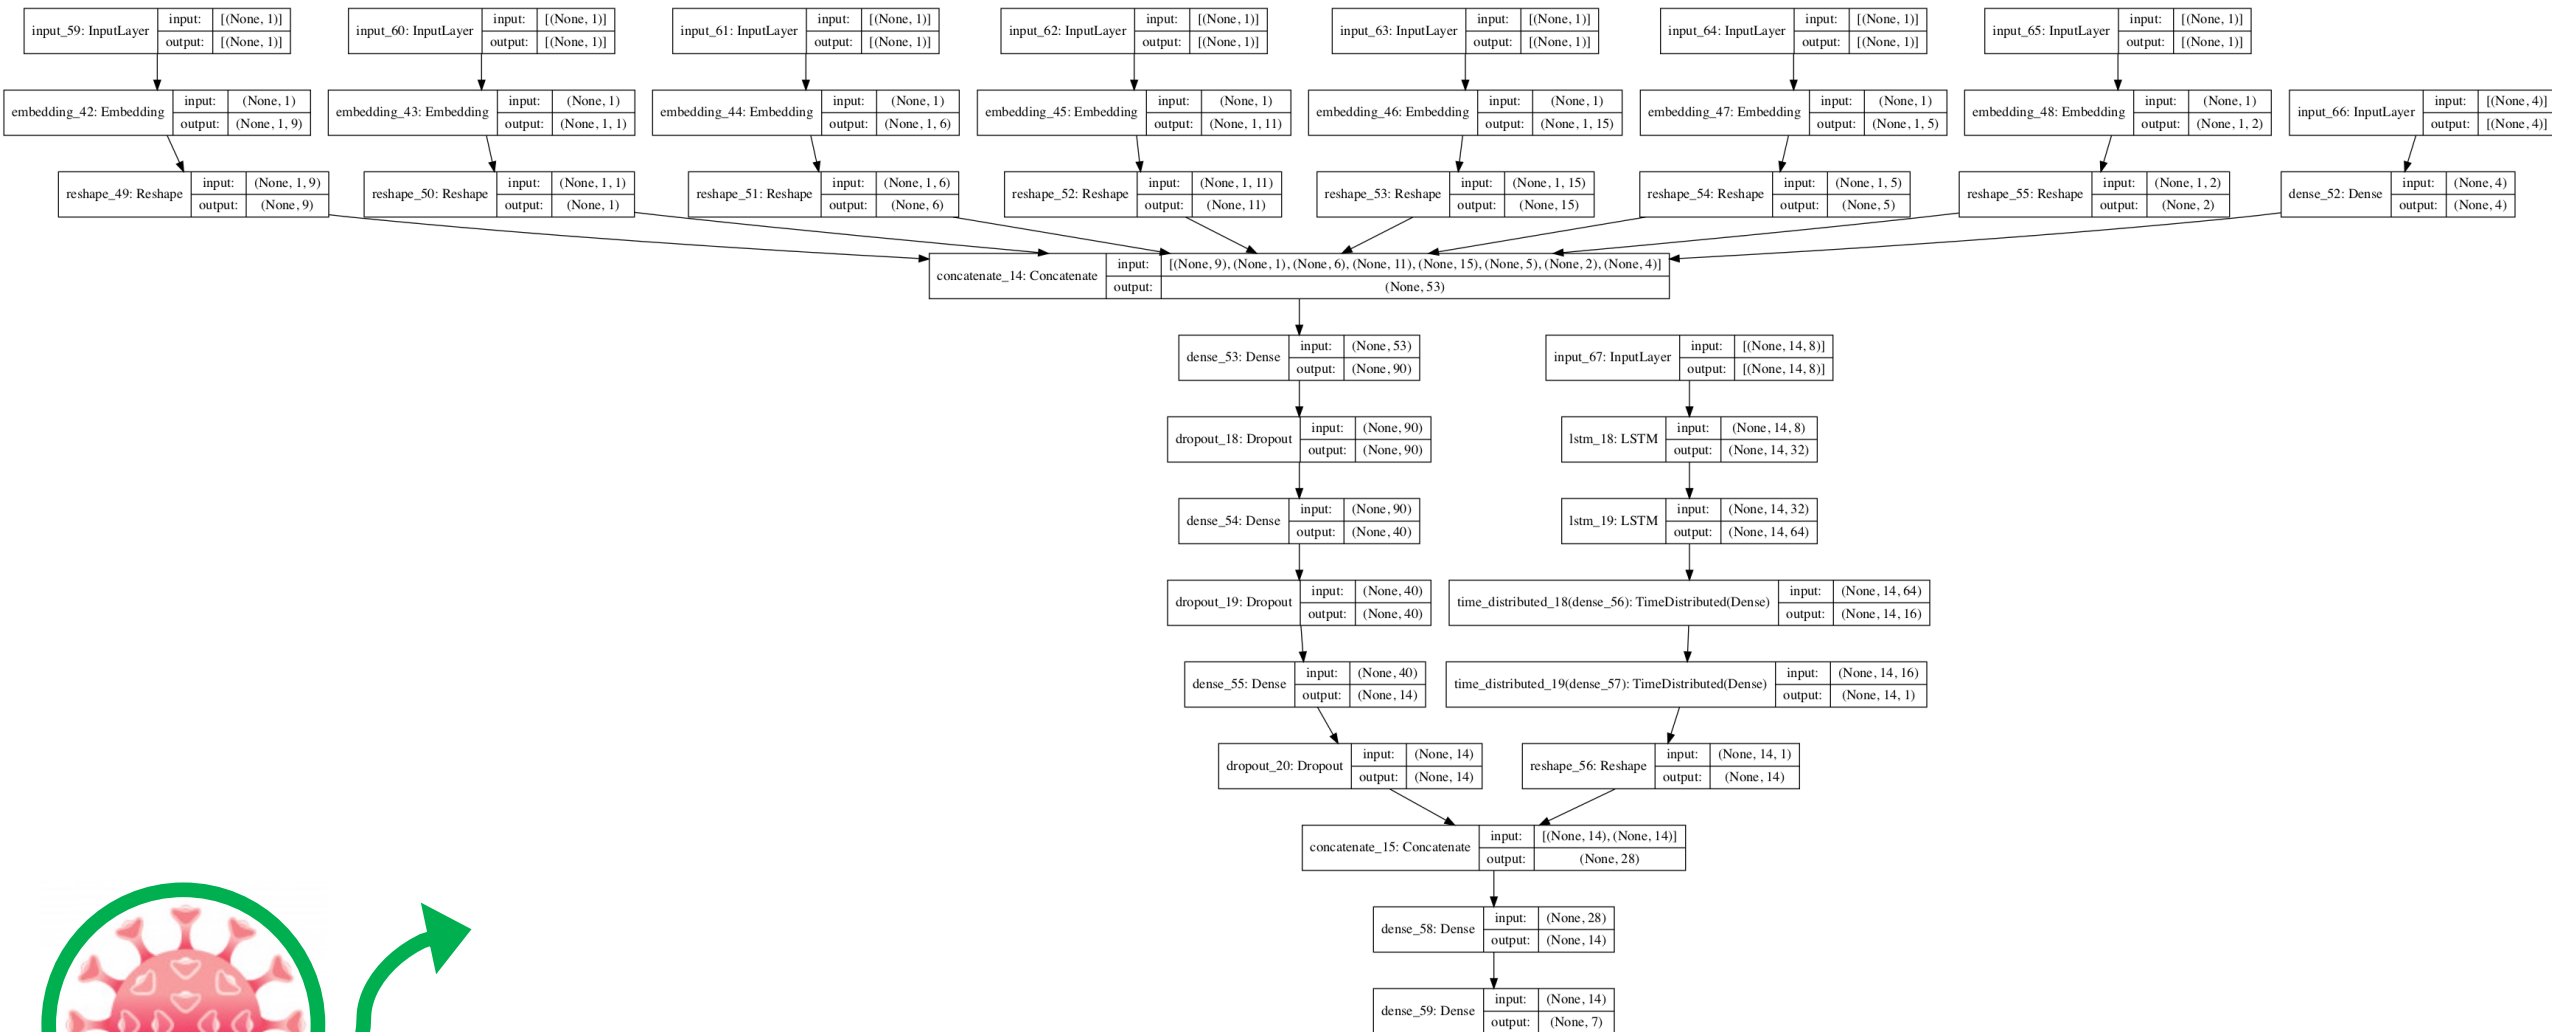 input_59: InputLayer input: [(None, 1)] output: [(None, 1)]
input_60: InputLayer input: [(None, 1)] output: [(None, 1)]
input_61: InputLayer input: [(None, 1)] output: [(None, 1)]
input_62: InputLayer input: [(None, 1)] output: [(None, 1)]
input_63: InputLayer input: [(None, 1)] output: [(None, 1)]
input_64: InputLayer input: [(None, 1)] output: [(None, 1)]
input_65: InputLayer input: [(None, 1)] output: [(None, 1)]
embedding_42: Embedding input: (None, 1) output: (None, 1, 9)
embedding_43: Embedding input: (None, 1) output: (None, 1, 1)
embedding_44: Embedding input: (None, 1) output: (None, 1, 6)
embedding_45: Embedding input: (None, 1) output: (None, 1, 11)
embedding_46: Embedding input: (None, 1) output: (None, 1, 15)
embedding_47: Embedding input: (None, 1) output: (None, 1, 5)
embedding_48: Embedding input: (None, 1) output: (None, 1, 2)
input_66: InputLayer input: [(None, 4)] output: [(None, 4)]
reshape_49: Reshape input: (None, 1, 9) output: (None, 9)
reshape_50: Reshape input: (None, 1, 1) output: (None, 1)
reshape_51: Reshape input: (None, 1, 6) output: (None, 6)
reshape_52: Reshape input: (None, 1, 11) output: (None, 11)
reshape_53: Reshape input: (None, 1, 15) output: (None, 15)
reshape_54: Reshape input: (None, 1, 5) output: (None, 5)
reshape_55: Reshape input: (None, 1, 2) output: (None, 2)
dense_52: Dense input: (None, 4) output: (None, 4)
concatenate_14: Concatenate input: [(None, 9), (None, 1), (None, 6), (None, 11), (None, 15), (None, 5), (None, 2), (None, 4)] output: (None, 53)
dense_53: Dense input: (None, 53) output: (None, 90)
input_67: InputLayer input: [(None, 14, 8)] output: [(None, 14, 8)]
dropout_18: Dropout input: (None, 90) output: (None, 90)
lstm_18: LSTM input: (None, 14, 8) output: (None, 14, 32)
dense_54: Dense input: (None, 90) output: (None, 40)
lstm_19: LSTM input: (None, 14, 32) output: (None, 14, 64)
dropout_19: Dropout input: (None, 40) output: (None, 40)
time_distributed_18(dense_56): TimeDistributed(Dense) input: (None, 14, 64) output: (None, 14, 16)
dense_55: Dense input: (None, 40) output: (None, 14)
time_distributed_19(dense_57): TimeDistributed(Dense) input: (None, 14, 16) output: (None, 14, 1)
dropout_20: Dropout input: (None, 14) output: (None, 14)
reshape_56: Reshape input: (None, 14, 1) output: (None, 14)
concatenate_15: Concatenate input: [(None, 14), (None, 14)] output: (None, 28)
dense_58: Dense input: (None, 28) output: (None, 14)
dense_59: Dense input: (None, 14) output: (None, 7)